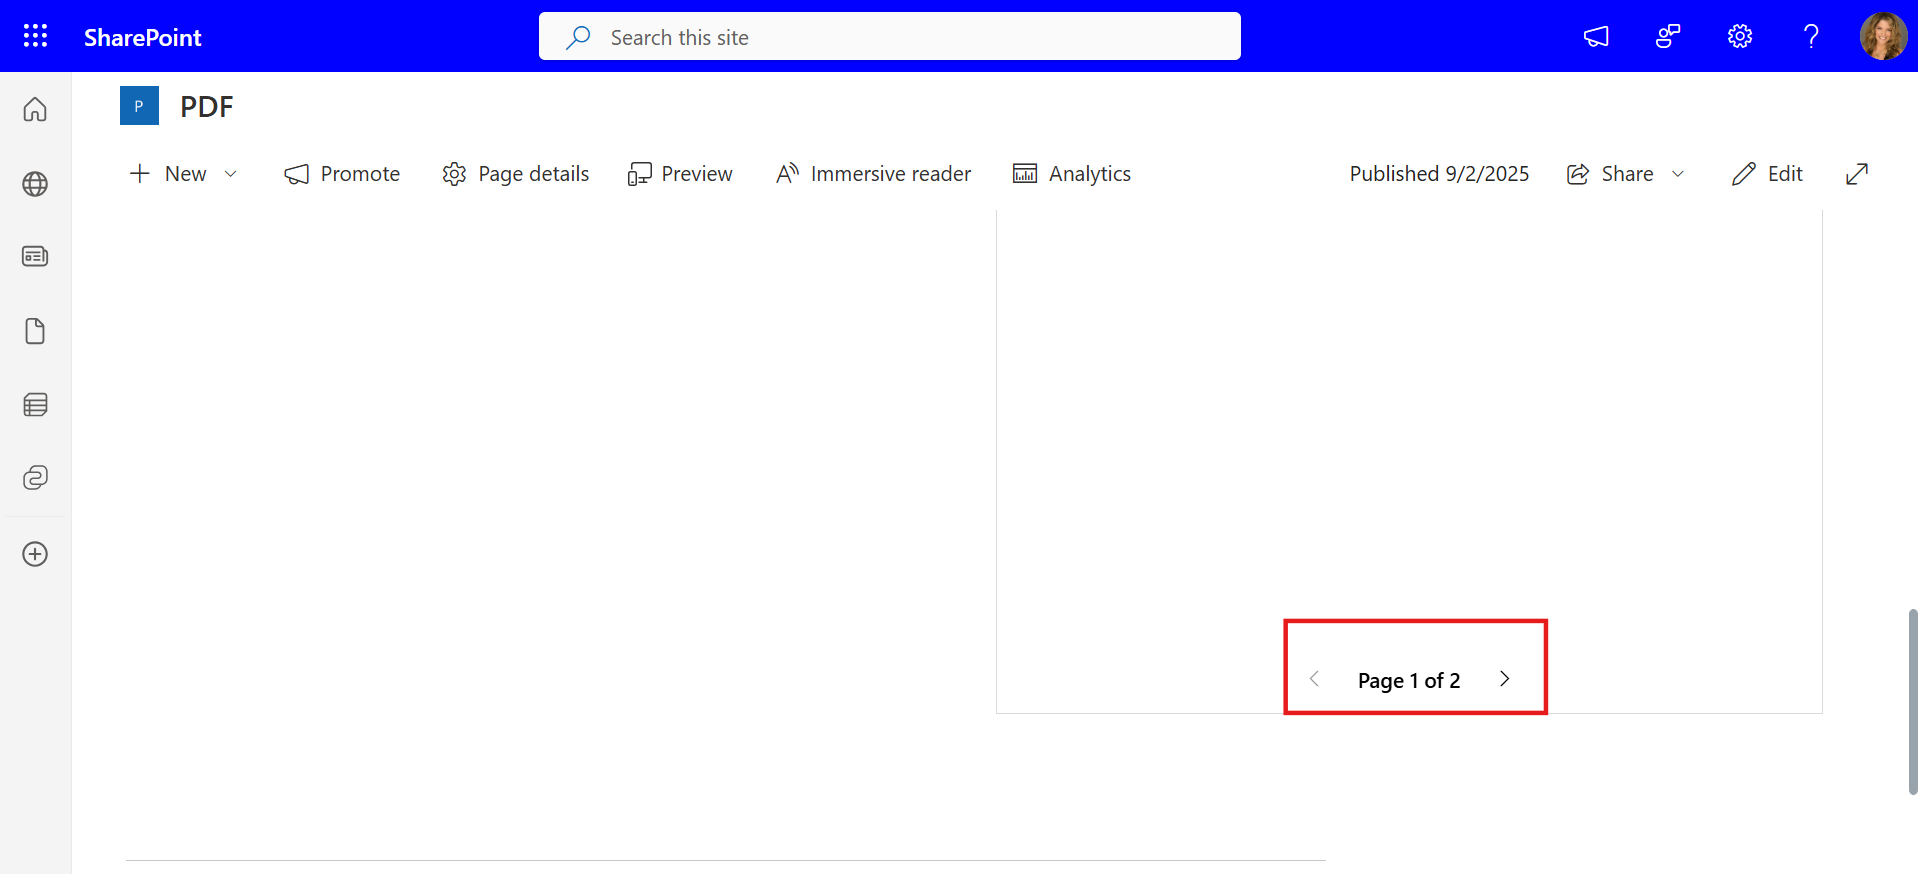 SharePoint
Search this site
P
PDF
New
Promote
Page details
Preview
Immersive reader
Analytics
Published 9/2/2025
Share
Edit
Page 1 of 2